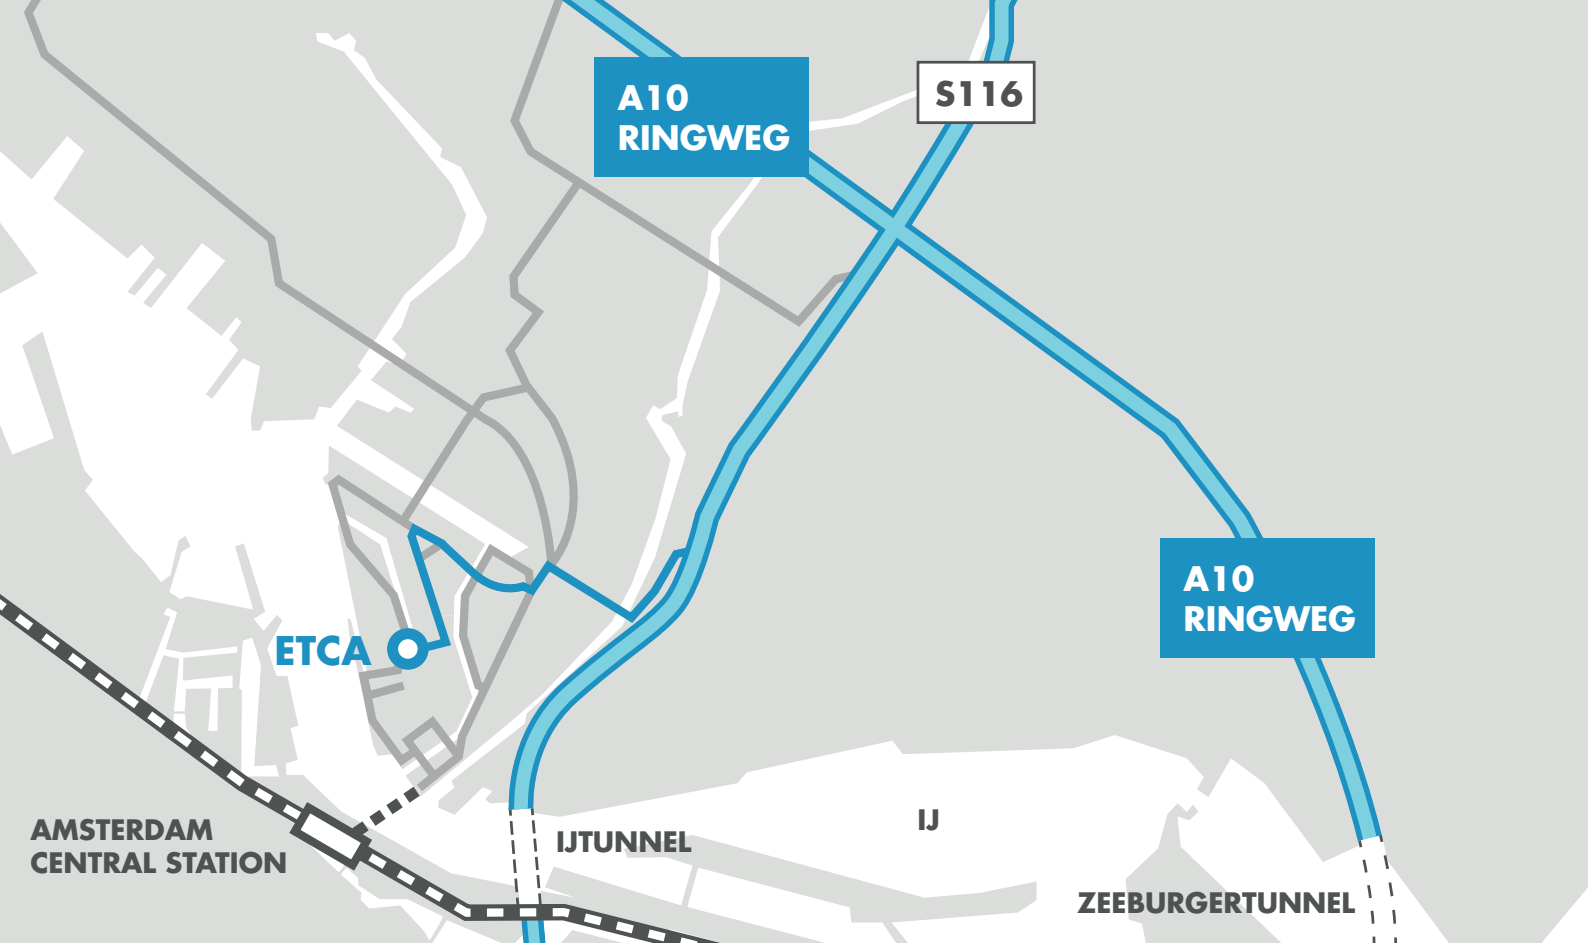 A10
RINGWEG
S116
A10
RINGWEG
ETCA
AMSTERDAM
CENTRAL STATION
IJTUNNEL
IJ
ZEEBURGERTUNNEL